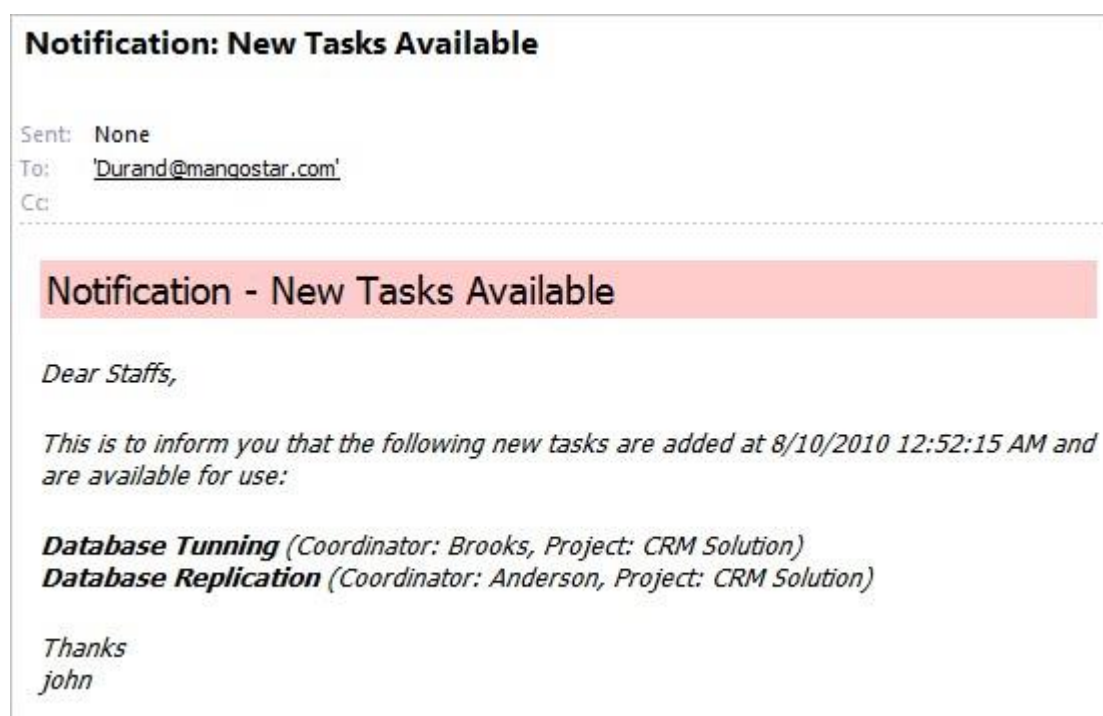 Notification: New Tasks Available
Sent: None
To: 'Durand@mangostar.com'
Cc:
Notification - New Tasks Available
Dear Staffs,
This is to inform you that the following new tasks are added at 8/10/2010 12:52:15 AM and
are available for use:
Database Tunning (Coordinator: Brooks, Project: CRM Solution)
Database Replication (Coordinator: Anderson, Project: CRM Solution)
Thanks
john